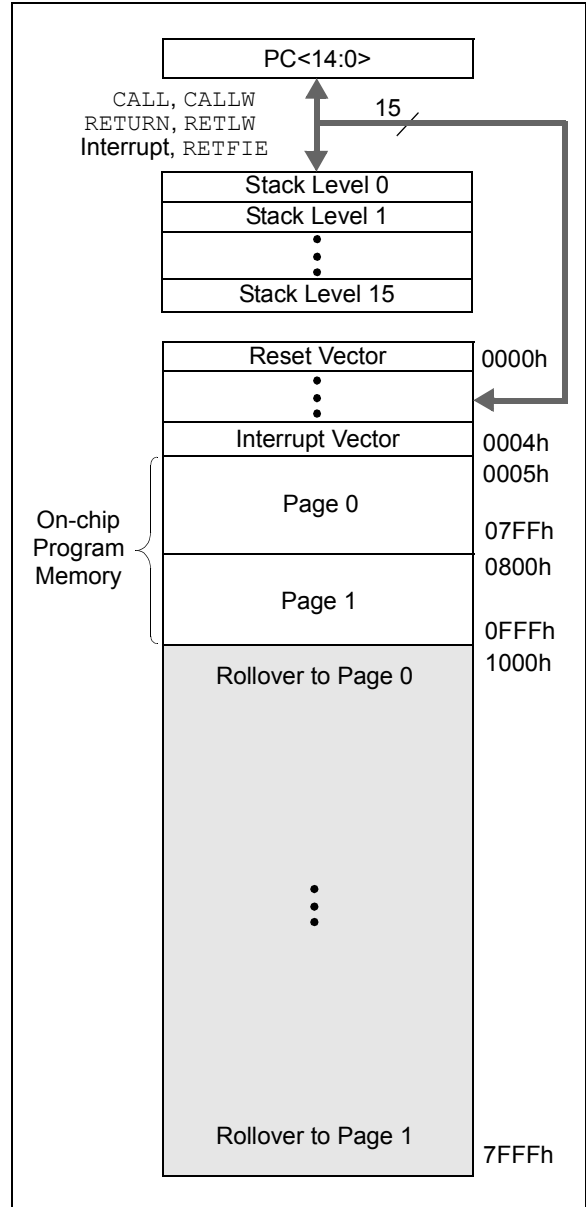 PC<14:0>
CALL, CALLW
RETURN, RETLW
Interrupt, RETFIE
15
Stack Level 0
Stack Level 1
Stack Level 15
Reset Vector
0000h
Interrupt Vector
0004h
0005h
On-chip
Program
Memory
Page 0
07FFh
0800h
Page 1
0FFFh
1000h
Rollover to Page 0
Rollover to Page 1
7FFFh